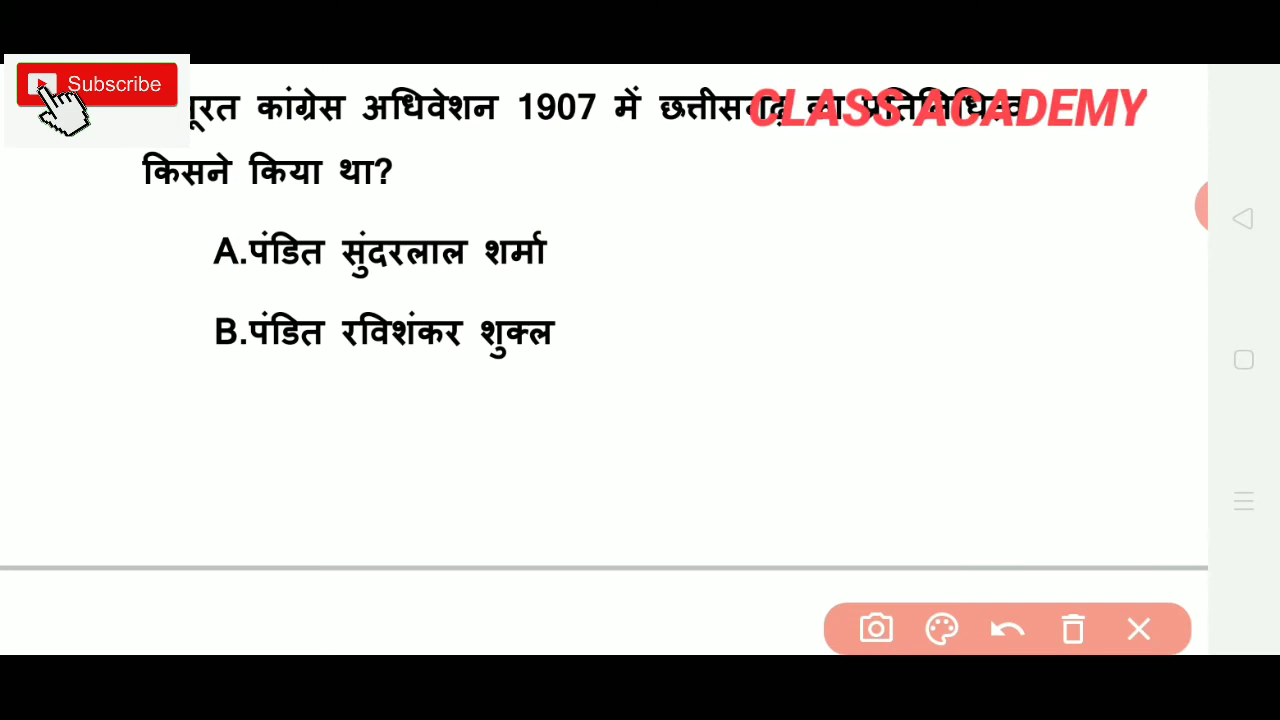 Subscribe
CLASS ACADEMY
सूरत कांग्रेस अधिवेशन 1907 में छत्तीसगढ़ का प्रतिनिधित्व
किसने किया था?
A.पंडित सुंदरलाल शर्मा
B.पंडित रविशंकर शुक्ल